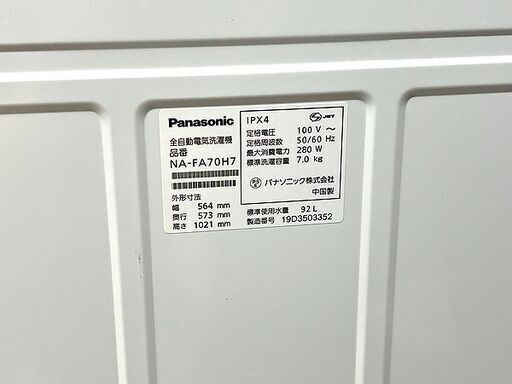 Panasonic
全自動電気洗濯機
品番
NA-FA70H7
外形寸法
幅 564 mm
奥行 573 mm
高さ 1021 mm
IPX4
JET
定格電圧 100 V ～
定格周波数 50/60 Hz
最大消費電力 280 W
標準洗濯容量 7.0 kg
パナソニック株式会社
中国製
標準使用水量 92 L
製造番号 19D3503352